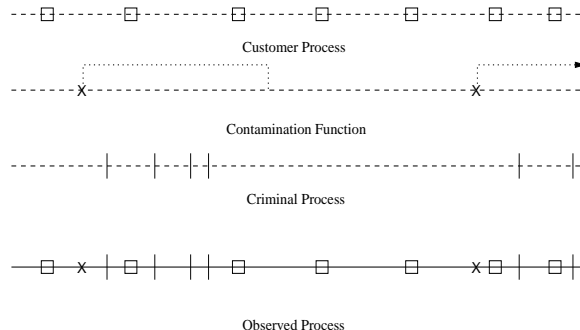 Customer Process
X
X
Contamination Function
Criminal Process
X
X
Observed Process